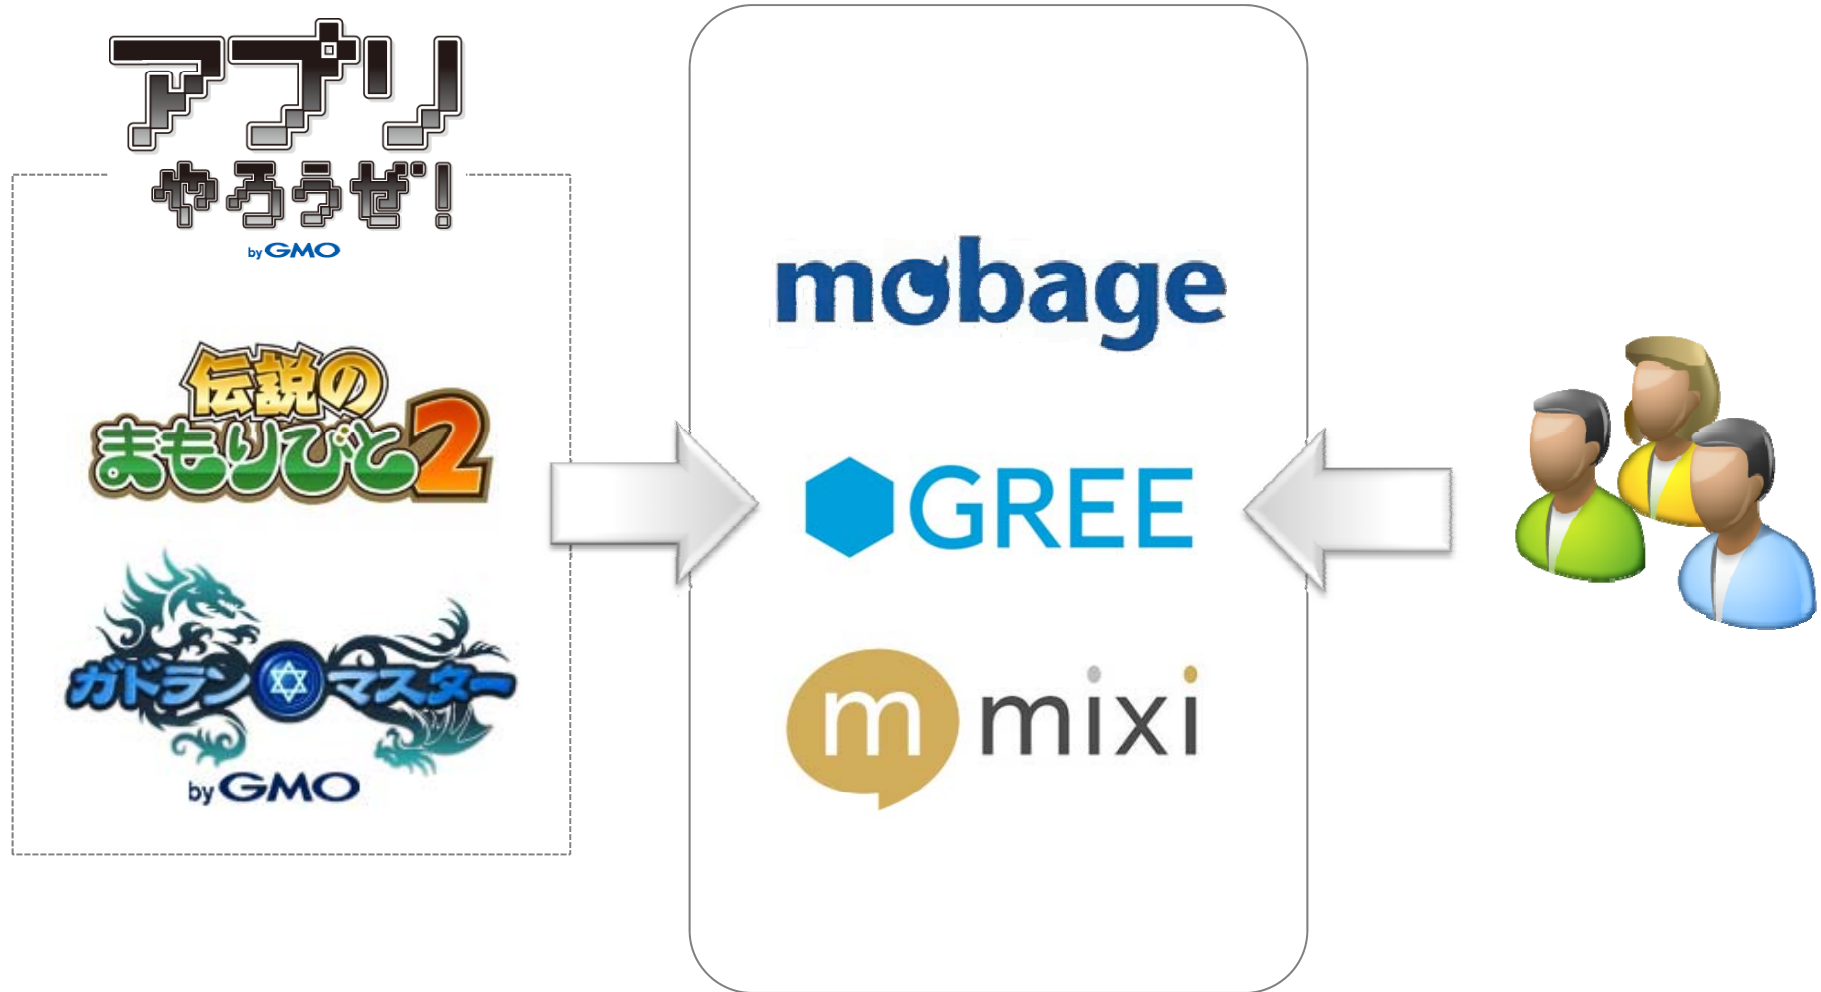 アプリ
やろうぜ!
by GMO
伝説の
まもりびと2
ガドラン マスター
by GMO
mobage
GREE
m mixi